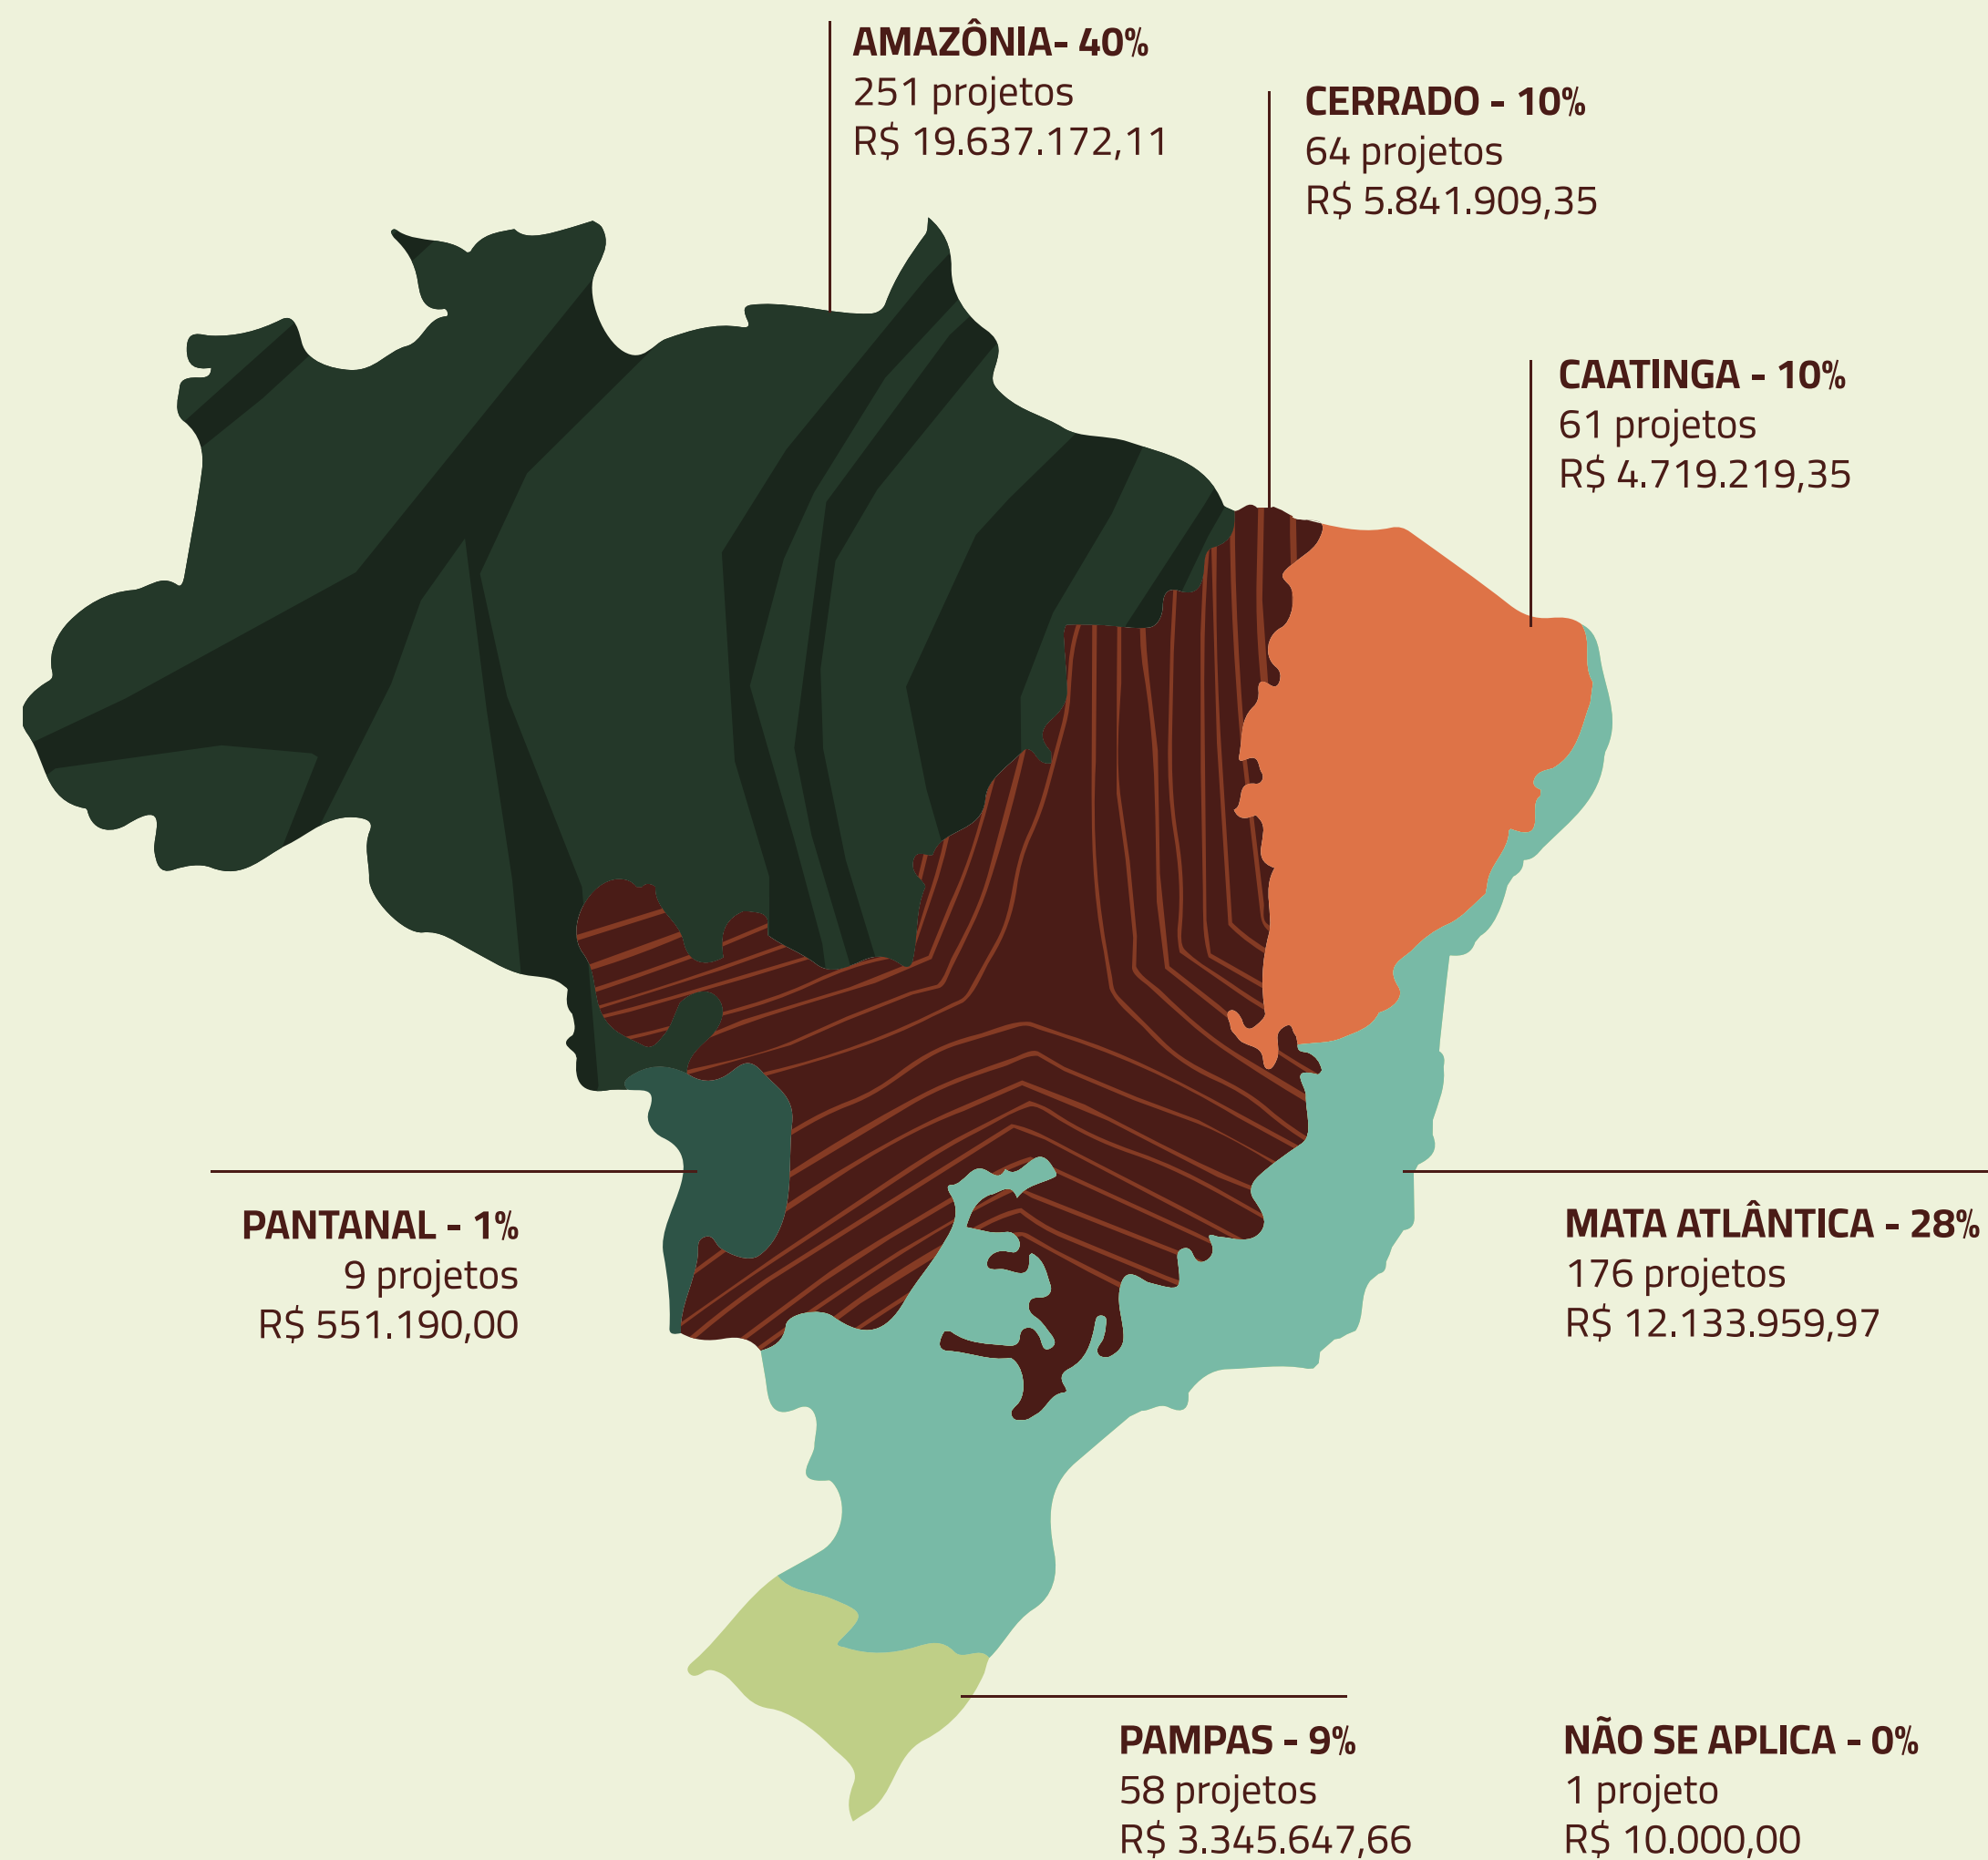 AMAZÔNIA- 40%
251 projetos
R$ 19.637.172,11
CERRADO - 10%
64 projetos
R$ 5.841.909,35
CAATINGA - 10%
61 projetos
R$ 4.719.219,35
PANTANAL - 1%
9 projetos
R$ 551.190,00
MATA ATLÂNTICA - 28%
176 projetos
R$ 12.133.959,97
PAMPAS - 9%
58 projetos
R$ 3.345.647,66
NÃO SE APLICA - 0%
1 projeto
R$ 10.000,00